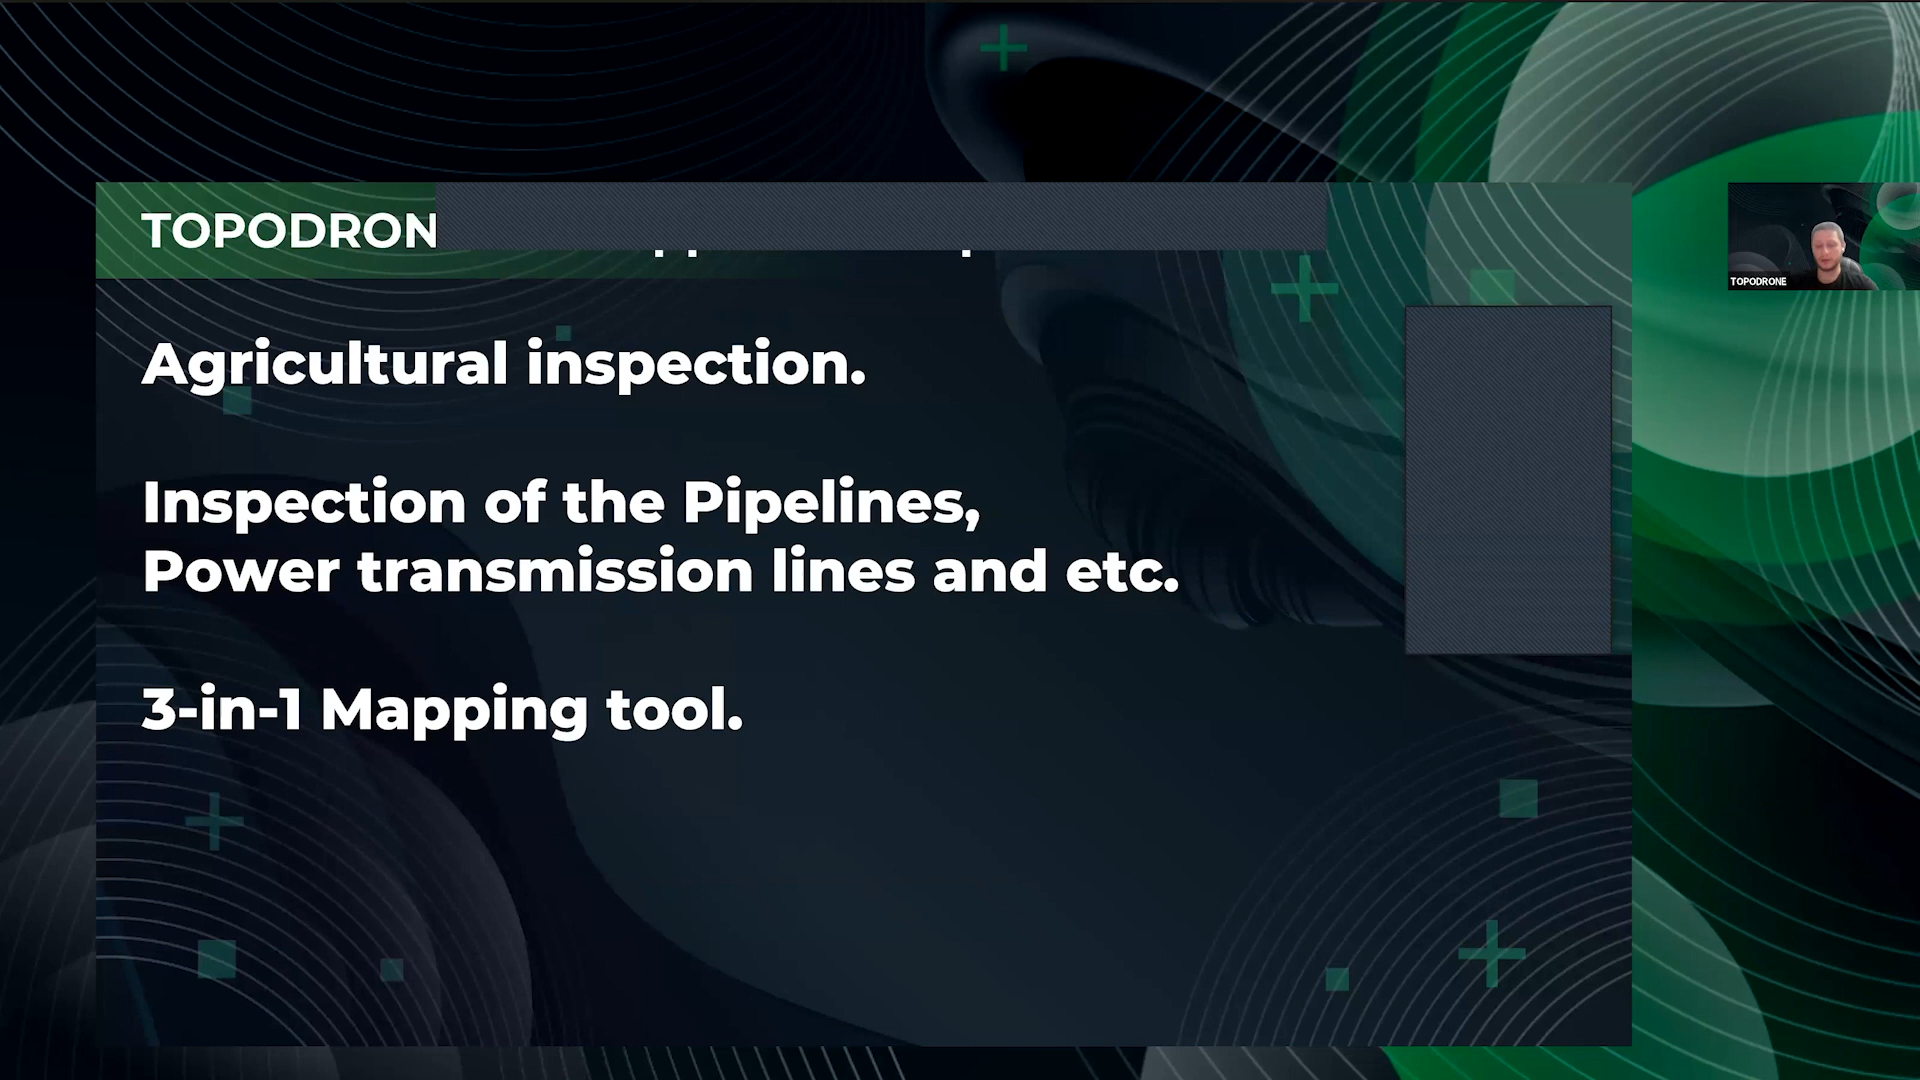 TOPODRON
Agricultural inspection.
Inspection of the Pipelines,
Power transmission lines and etc.
3-in-1 Mapping tool.
TOPODRONE